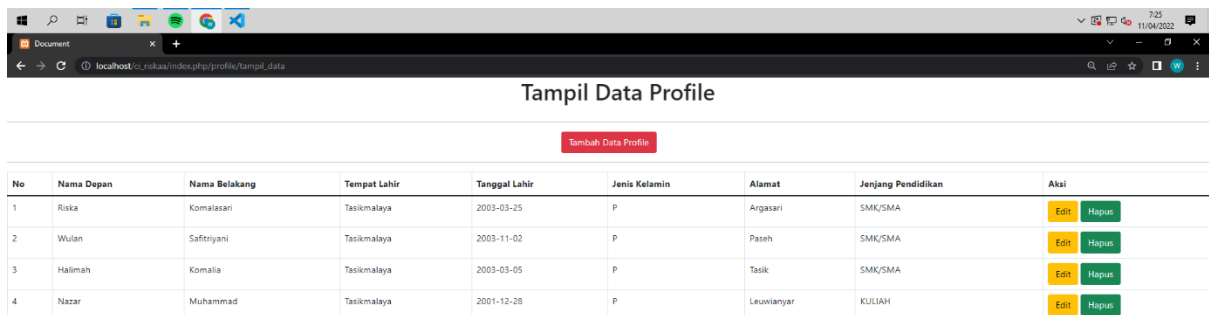 7:25
11/04/2022
Document
localhost/ci_riskaa/index.php/profile/tampil_data
W
Tampil Data Profile
Tambah Data Profile
No Nama Depan Nama Belakang Tempat Lahir Tanggal Lahir Jenis Kelamin Alamat Jenjang Pendidikan Aksi
1 Riska Komalasari Tasikmalaya 2003-03-25 P Argasari SMK/SMA Edit Hapus
2 Wulan Safitriyani Tasikmalaya 2003-11-02 P Paseh SMK/SMA Edit Hapus
3 Halimah Komalia Tasikmalaya 2003-03-05 P Tasik SMK/SMA Edit Hapus
4 Nazar Muhammad Tasikmalaya 2001-12-28 P Leuwianyar KULIAH Edit Hapus